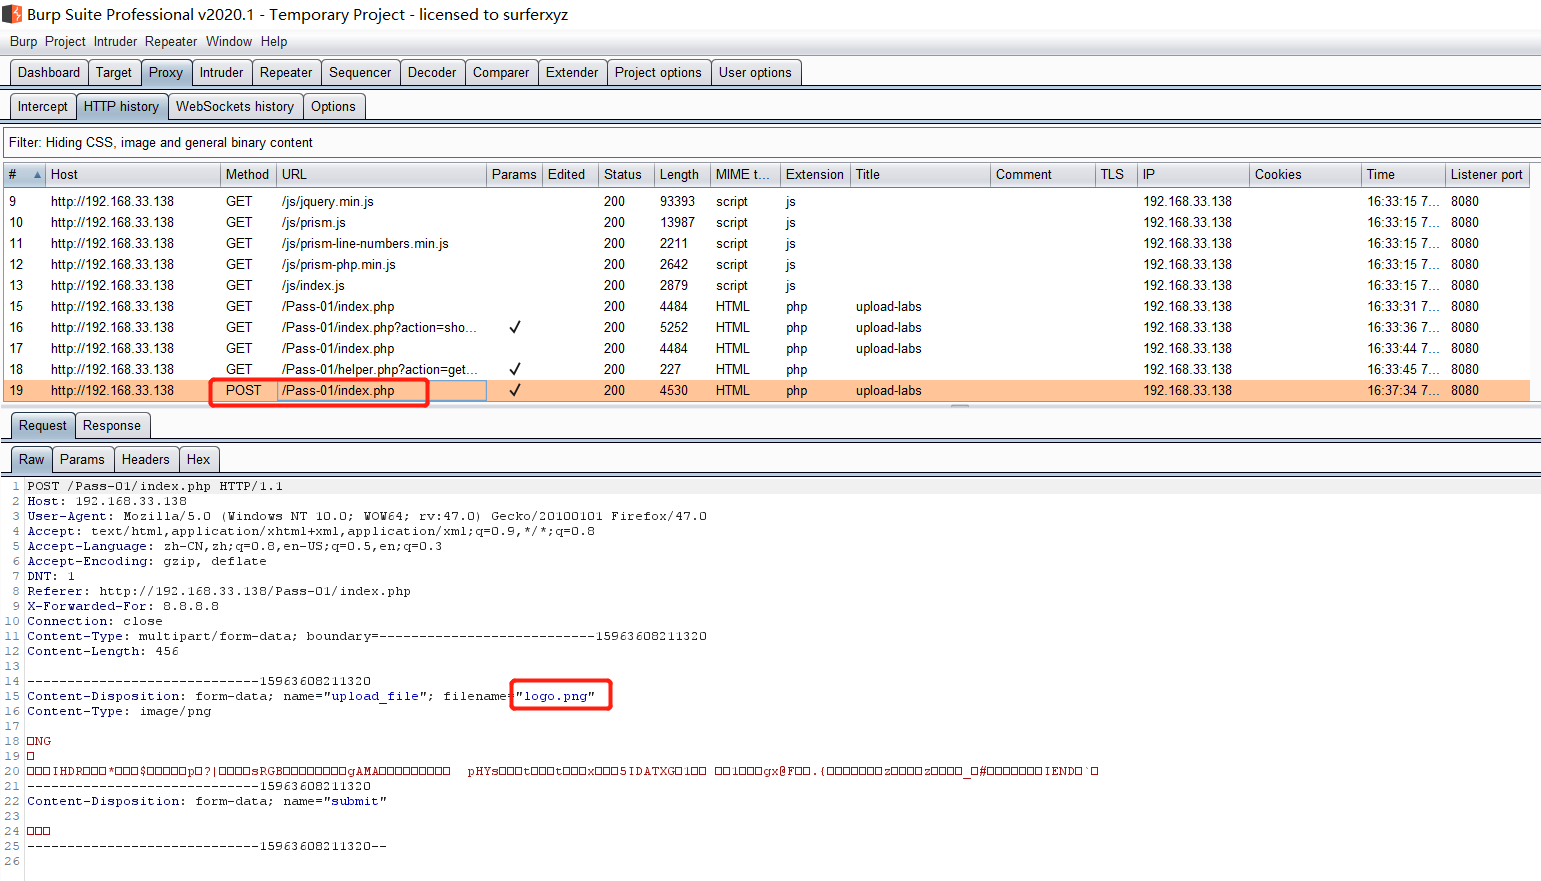 Burp Suite Professional v2020.1 - Temporary Project - licensed to surferxyz
Burp Project Intruder Repeater Window Help
Dashboard Target Proxy Intruder Repeater Sequencer Decoder Comparer Extender Project options User options
Intercept HTTP history WebSockets history Options
Filter: Hiding CSS, image and general binary content
# Host Method URL Params Edited Status Length MIME t... Extension Title Comment TLS IP Cookies Time Listener port
9 http://192.168.33.138 GET /js/jquery.min.js 200 93393 script js 192.168.33.138 16:33:15 7... 8080
10 http://192.168.33.138 GET /js/prism.js 200 13987 script js 192.168.33.138 16:33:15 7... 8080
11 http://192.168.33.138 GET /js/prism-line-numbers.min.js 200 2211 script js 192.168.33.138 16:33:15 7... 8080
12 http://192.168.33.138 GET /js/prism-php.min.js 200 2642 script js 192.168.33.138 16:33:15 7... 8080
13 http://192.168.33.138 GET /js/index.js 200 2879 script js 192.168.33.138 16:33:15 7... 8080
15 http://192.168.33.138 GET /Pass-01/index.php 200 4484 HTML php upload-labs 192.168.33.138 16:33:31 7... 8080
16 http://192.168.33.138 GET /Pass-01/index.php?action=sho... ✓ 200 5252 HTML php upload-labs 192.168.33.138 16:33:36 7... 8080
17 http://192.168.33.138 GET /Pass-01/index.php 200 4484 HTML php upload-labs 192.168.33.138 16:33:44 7... 8080
18 http://192.168.33.138 GET /Pass-01/helper.php?action=get... ✓ 200 227 HTML php 192.168.33.138 16:33:45 7... 8080
19 http://192.168.33.138 POST /Pass-01/index.php ✓ 200 4530 HTML php upload-labs 192.168.33.138 16:37:34 7... 8080
Request Response
Raw Params Headers Hex
1 POST /Pass-01/index.php HTTP/1.1
2 Host: 192.168.33.138
3 User-Agent: Mozilla/5.0 (Windows NT 10.0; WOW64; rv:47.0) Gecko/20100101 Firefox/47.0
4 Accept: text/html,application/xhtml+xml,application/xml;q=0.9,*/*;q=0.8
5 Accept-Language: zh-CN,zh;q=0.8,en-US;q=0.5,en;q=0.3
6 Accept-Encoding: gzip, deflate
7 DNT: 1
8 Referer: http://192.168.33.138/Pass-01/index.php
9 X-Forwarded-For: 8.8.8.8
10 Connection: close
11 Content-Type: multipart/form-data; boundary=---------------------------15963608211320
12 Content-Length: 456
13
14 -----------------------------15963608211320
15 Content-Disposition: form-data; name="upload_file"; filename="logo.png"
16 Content-Type: image/png
17
18 □NG
19 □
20 □□□IHDR□□□*□□□$□□□□□p□?|□□□□sRGB□□□□□□□□gAMA□□□□□□□□□ pHYs□□□t□□□t□□□x□□□5IDATXG□1□□ □□1□□□gx@F□□.{□□□□□□□z□□□□z□□□□_□#□□□□□□□IEND□`□
21 -----------------------------15963608211320
22 Content-Disposition: form-data; name="submit"
23
24 □□□
25 -----------------------------15963608211320--
26